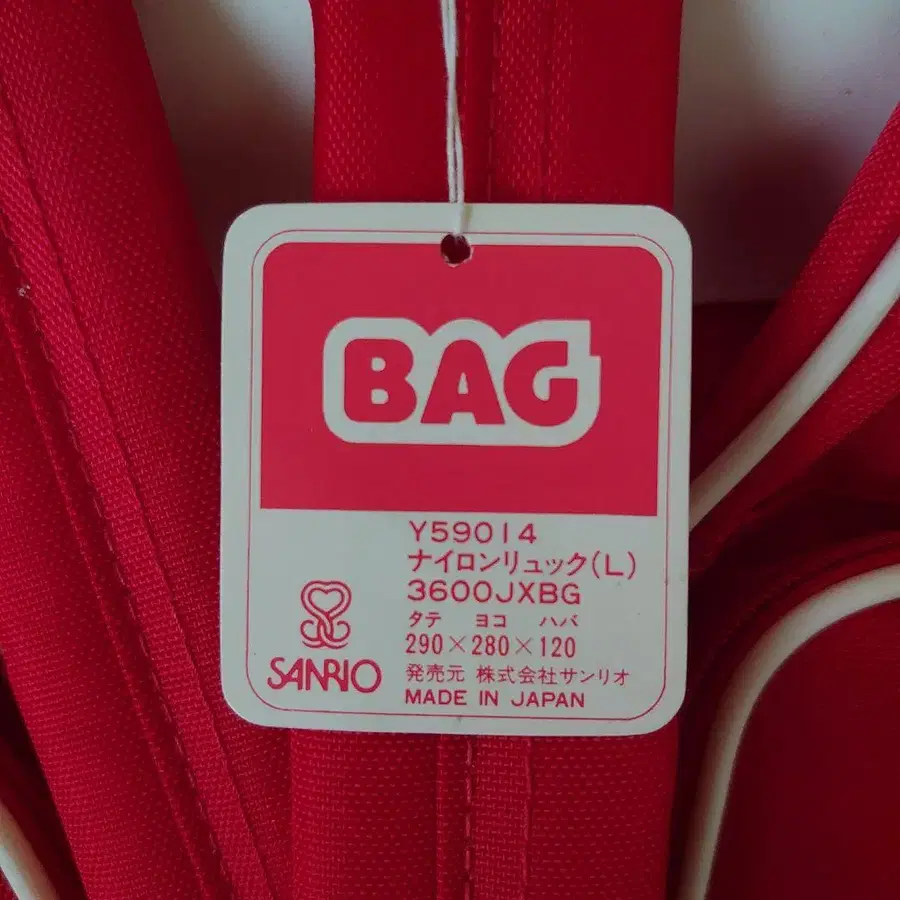 BAG
Y59014
ナイロンリュック(L)
3600JXBG
タテ ヨコ ハバ
290×280×120
発売元 株式会社サンリオ
MADE IN JAPAN
SANRIO